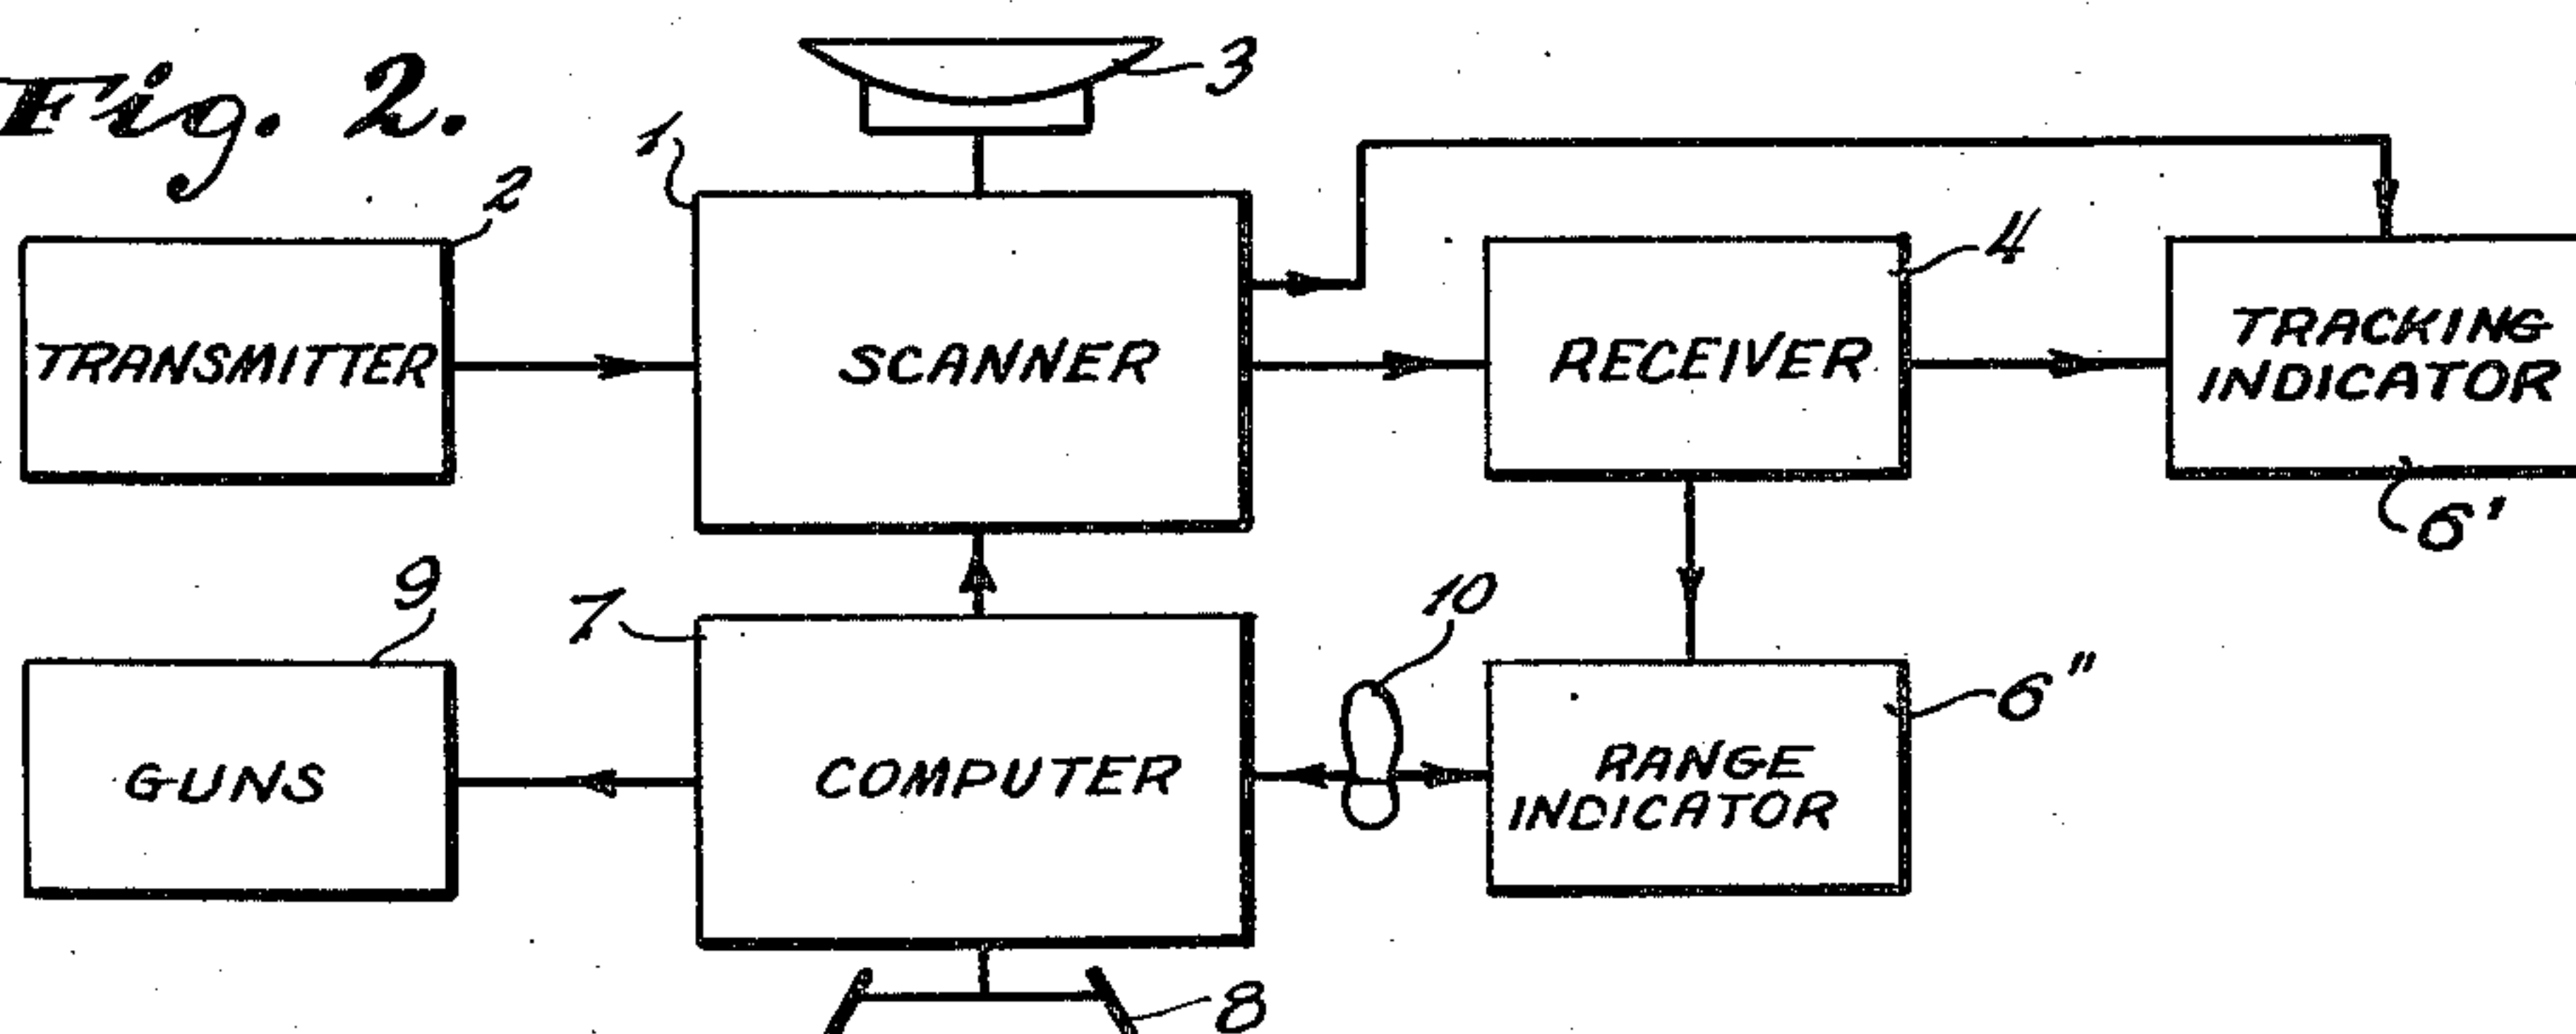 Fig. 2.
3
1
2
4
TRANSMITTER
SCANNER
RECEIVER
TRACKING
INDICATOR
6'
9
7
10
6"
GUNS
COMPUTER
RANGE
INDICATOR
8